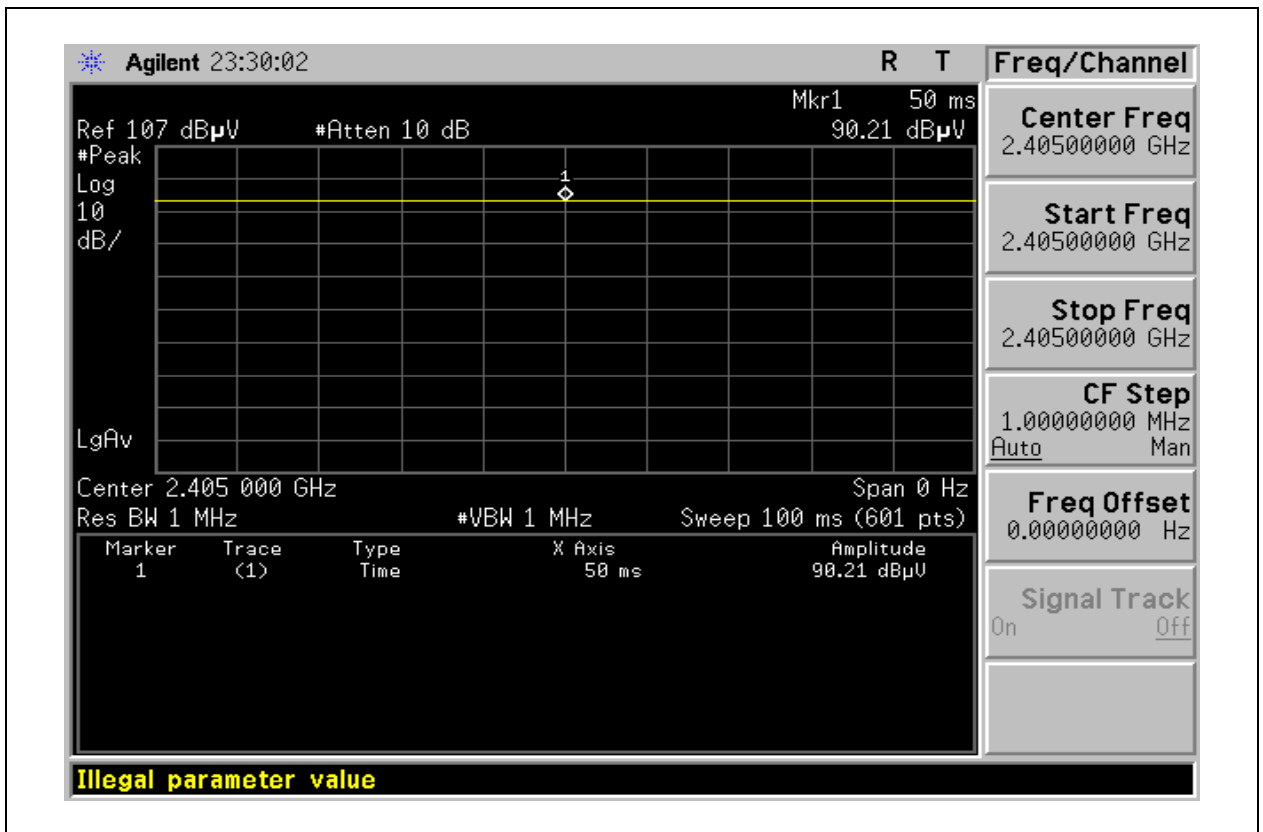 Agilent 23:30:02 R T
Mkr1 50 ms
Ref 107 dBµV #Atten 10 dB 90.21 dBµV
#Peak
Log
10
dB/
1
LgAv
Center 2.405 000 GHz Span 0 Hz
Res BW 1 MHz #VBW 1 MHz Sweep 100 ms (601 pts)
Marker Trace Type X Axis Amplitude
1 (1) Time 50 ms 90.21 dBµV
Illegal parameter value
Freq/Channel
Center Freq
2.40500000 GHz
Start Freq
2.40500000 GHz
Stop Freq
2.40500000 GHz
CF Step
1.00000000 MHz
Auto Man
Freq Offset
0.00000000 Hz
Signal Track
On Off